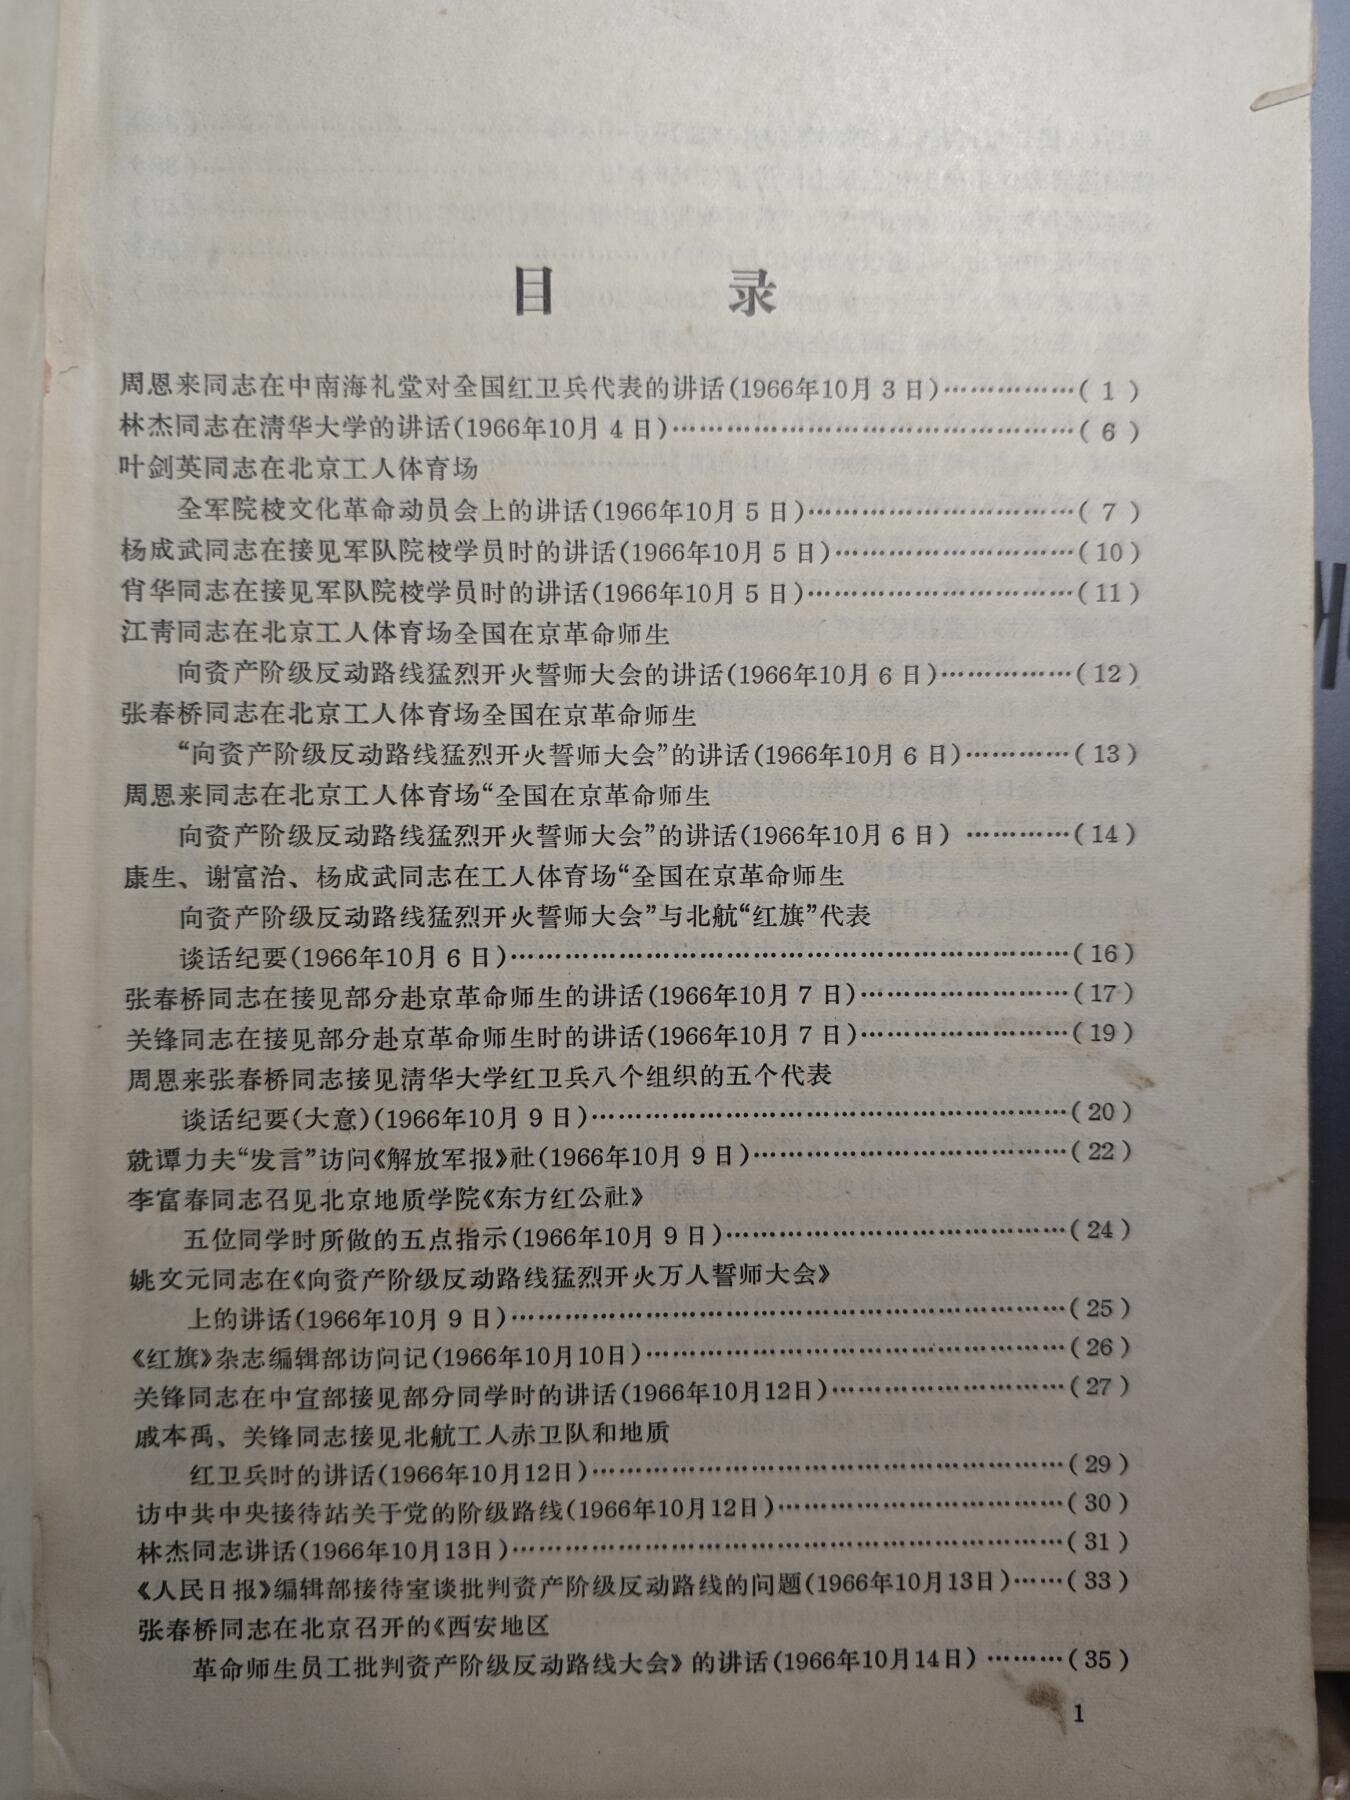 目 录
周恩来同志在中南海礼堂对全国红卫兵代表的讲话(1966年10月3日)……………(1)
林杰同志在清华大学的讲话(1966年10月4日)……………………………………(6)
叶剑英同志在北京工人体育场
全军院校文化革命动员会上的讲话(1966年10月5日)………………………(7)
杨成武同志在接见军队院校学员时的讲话(1966年10月5日)……………………(10)
肖华同志在接见军队院校学员时的讲话(1966年10月5日)………………………(11)
江青同志在北京工人体育场全国在京革命师生
向资产阶级反动路线猛烈开火誓师大会的讲话(1966年10月6日)……………(12)
张春桥同志在北京工人体育场全国在京革命师生
“向资产阶级反动路线猛烈开火誓师大会”的讲话(1966年10月6日)…………(13)
周恩来同志在北京工人体育场“全国在京革命师生
向资产阶级反动路线猛烈开火誓师大会”的讲话(1966年10月6日) …………(14)
康生、谢富治、杨成武同志在工人体育场“全国在京革命师生
向资产阶级反动路线猛烈开火誓师大会”与北航“红旗”代表
谈话纪要(1966年10月6日)……………………………………………………(16)
张春桥同志在接见部分赴京革命师生的讲话(1966年10月7日)…………………(17)
关锋同志在接见部分赴京革命师生时的讲话(1966年10月7日)…………………(19)
周恩来张春桥同志接见清华大学红卫兵八个组织的五个代表
谈话纪要(大意)(1966年10月9日)……………………………………………(20)
就谭力夫“发言”访问《解放军报》社(1966年10月9日)……………………………(22)
李富春同志召见北京地质学院《东方红公社》
五位同学时所做的五点指示(1966年10月9日)………………………………(24)
姚文元同志在《向资产阶级反动路线猛烈开火万人誓师大会》
上的讲话(1966年10月9日)……………………………………………………(25)
《红旗》杂志编辑部访问记(1966年10月10日)………………………………………(26)
关锋同志在中宣部接见部分同学时的讲话(1966年10月12日)……………………(27)
戚本禹、关锋同志接见北航工人赤卫队和地质
红卫兵时的讲话(1966年10月12日)……………………………………………(29)
访中共中央接待站关于党的阶级路线(1966年10月12日)…………………………(30)
林杰同志讲话(1966年10月13日)……………………………………………………(31)
《人民日报》编辑部接待室谈批判资产阶级反动路线的问题(1966年10月13日)……(33)
张春桥同志在北京召开的《西安地区
革命师生员工批判资产阶级反动路线大会》的讲话(1966年10月14日) ………(35)
1